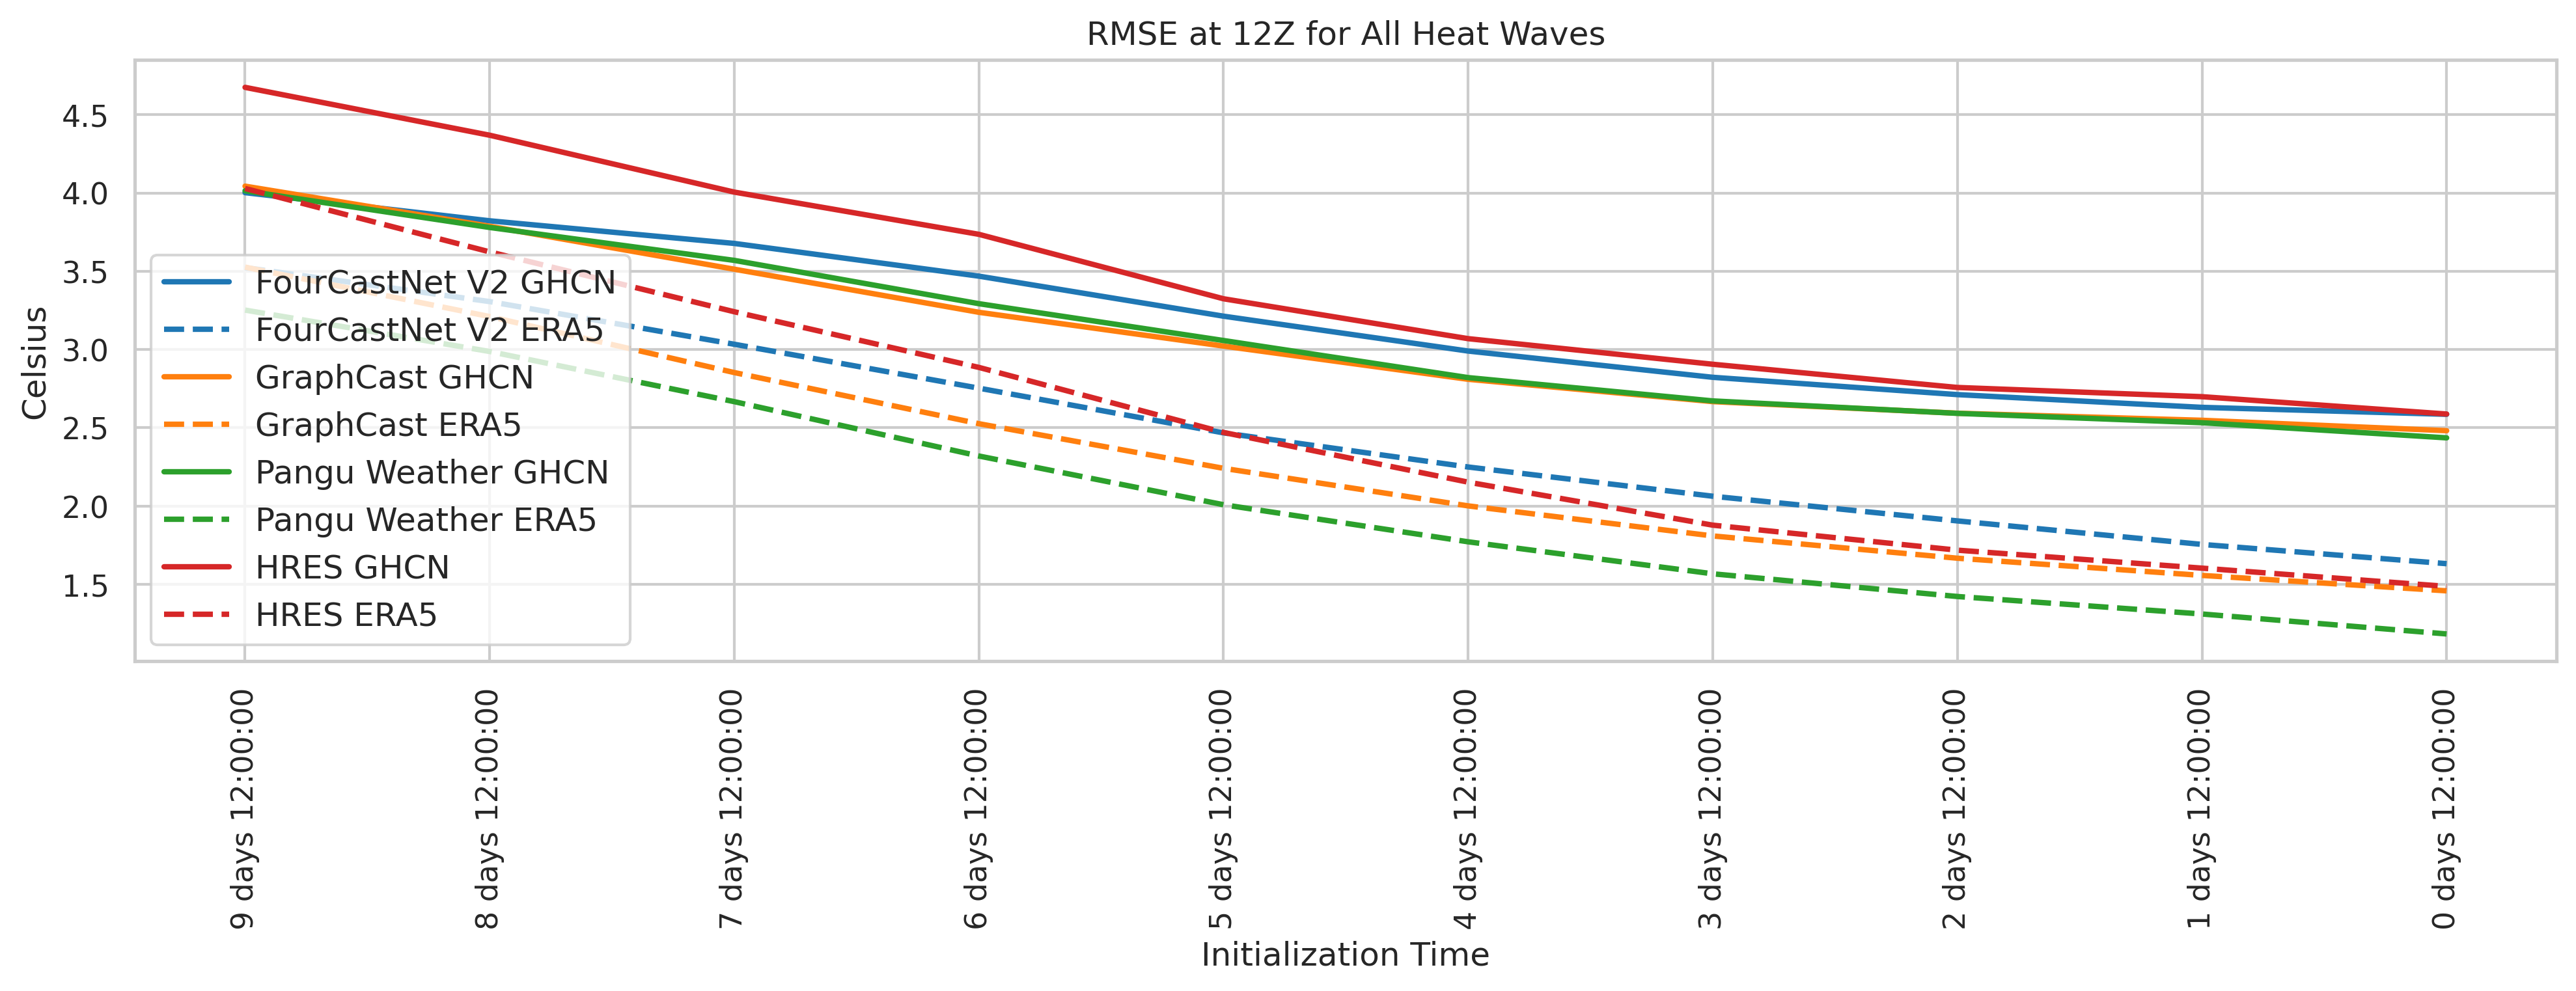 RMSE at 12Z for All Heat Waves
Celsius
4.5
4.0
3.5
3.0
2.5
2.0
1.5
FourCastNet V2 GHCN
FourCastNet V2 ERA5
GraphCast GHCN
GraphCast ERA5
Pangu Weather GHCN
Pangu Weather ERA5
HRES GHCN
HRES ERA5
9 days 12:00:00
8 days 12:00:00
7 days 12:00:00
6 days 12:00:00
5 days 12:00:00
4 days 12:00:00
3 days 12:00:00
2 days 12:00:00
1 days 12:00:00
0 days 12:00:00
Initialization Time